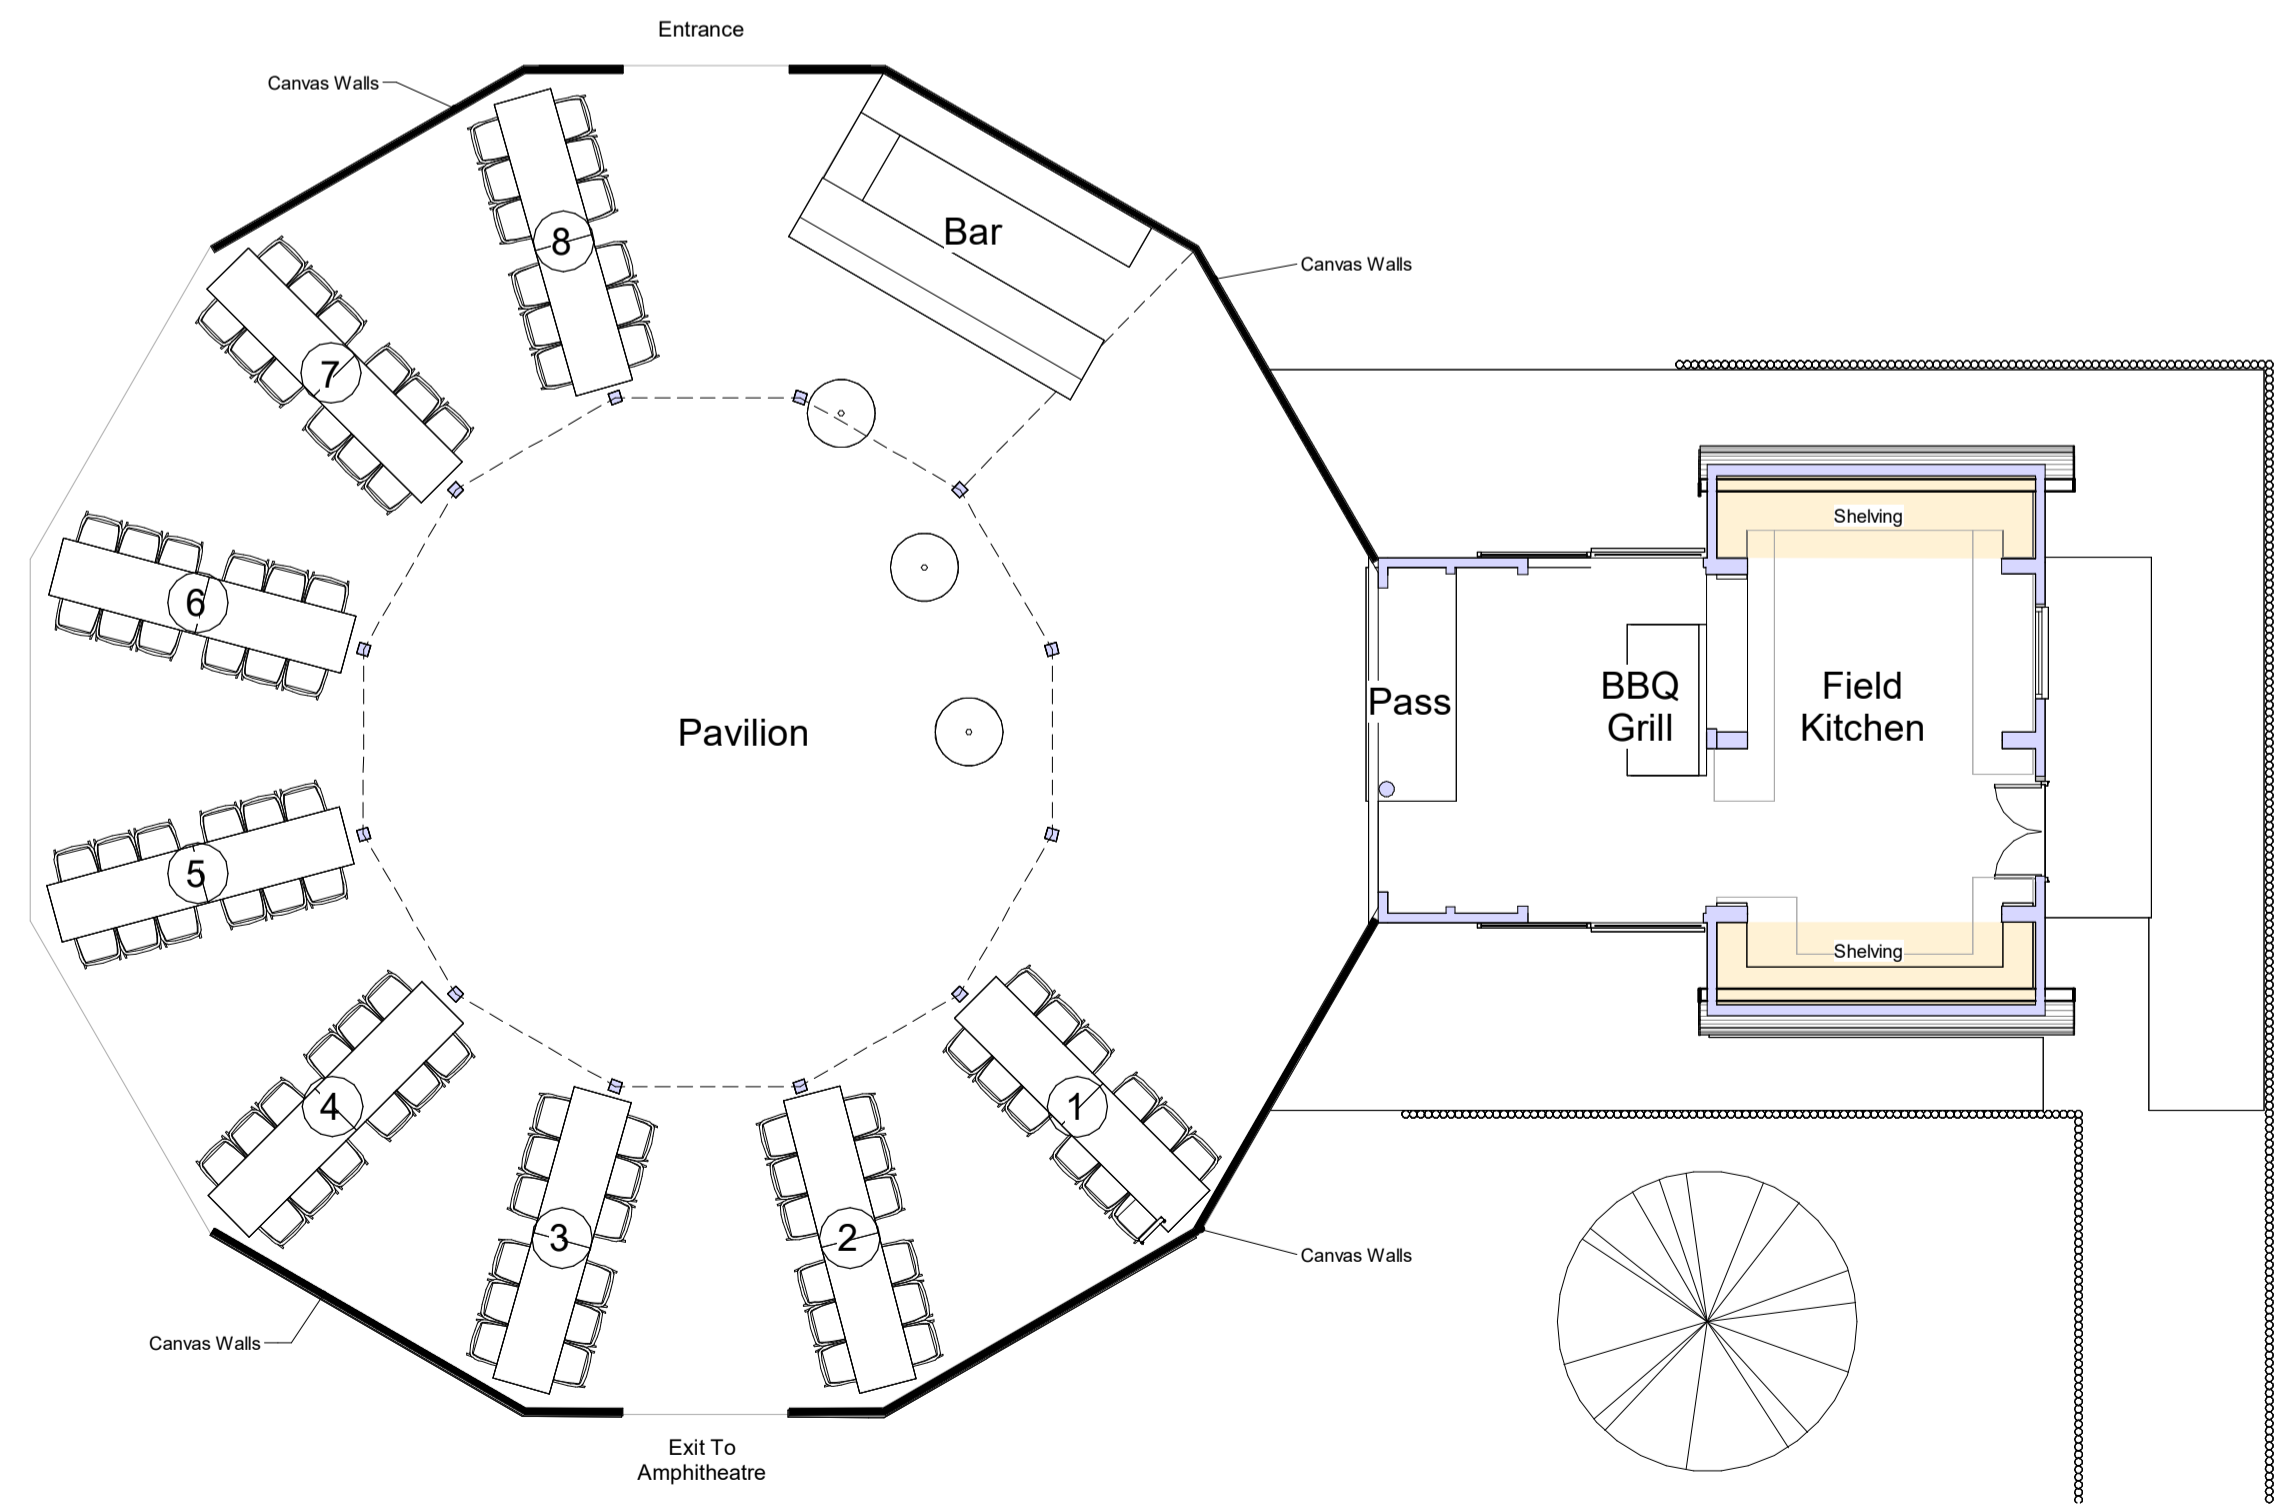 Entrance
Canvas Walls
8
Bar
Canvas Walls
7
Shelving
6
Pavilion
Pass
BBQ
Grill
Field
Kitchen
5
Shelving
4
1
3
2
Canvas Walls
Canvas Walls
Exit To
Amphitheatre